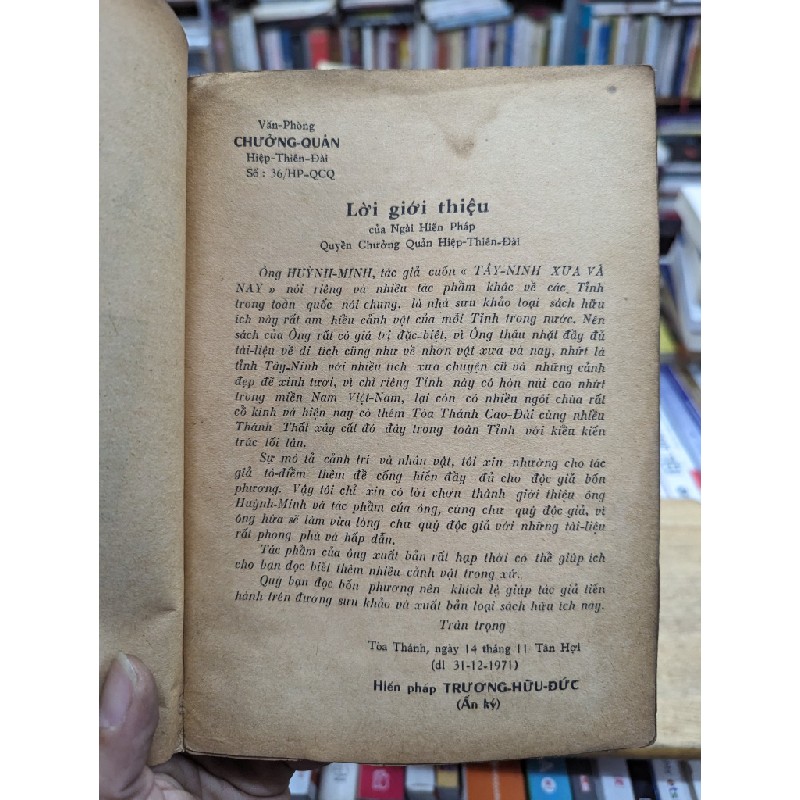 Văn-Phòng
CHƯỞNG-QUẢN
Hiệp-Thiên-Đài
Số : 36/HP-QCQ
Lời giới thiệu
của Ngài Hiến Pháp
Quyền Chưởng Quản Hiệp-Thiên-Đài
Ông HUỲNH-MINH, tác giả cuốn « TÂY-NINH XƯA VÀ
NAY » nói riêng và nhiều tác phẩm khác về các Tỉnh
trong toàn quốc nói chung, là nhà sưu khảo loại sách hữu
ích này rất am hiểu cảnh vật của mỗi Tỉnh trong nước. Nên
sách của Ông rất có giá trị đặc-biệt, vì Ông thâu nhặt đầy đủ
tài-liệu về di tích cũng như về nhơn vật xưa và nay, nhứt là
tỉnh Tây-Ninh với nhiều tích xưa chuyện cũ và những cảnh
đẹp đẽ xinh tươi, vì chỉ riêng Tỉnh này có hòn núi cao nhứt
trong miền Nam Việt-Nam, lại còn có nhiều ngôi chùa rất
cổ kính và hiện nay có thêm Tòa Thánh Cao-Đài cùng nhiều
Thánh Thất xây cất đó đây trong toàn Tỉnh với kiểu kiến
trúc tối tân.
Sự mô tả cảnh trí và nhân vật, tôi xin nhường cho tác
giả tô-điểm thêm để cống hiến đầy đủ cho độc giả bốn
phương. Vậy tôi chỉ xin có lời chơn thành giới thiệu ông
Huỳnh-Minh và tác phẩm của ông, cùng chư quý độc giả, vì
ông hứa sẽ làm vừa lòng chư quý độc giả với những tài-liệu
rất phong phú và hấp dẫn.
Tác phẩm của ông xuất bản rất hạp thời có thể giúp ích
cho bạn đọc biết thêm nhiều cảnh vật trong xứ.
Quý bạn đọc bốn phương nên khích lệ giúp tác giả tiến
hành trên đường sưu khảo và xuất bản loại sách hữu ích này.
Trân trọng
Tòa Thánh, ngày 14 tháng 11 Tân Hợi
(dl 31-12-1971)
Hiến pháp TRƯƠNG-HỮU-ĐỨC
(Ấn ký)